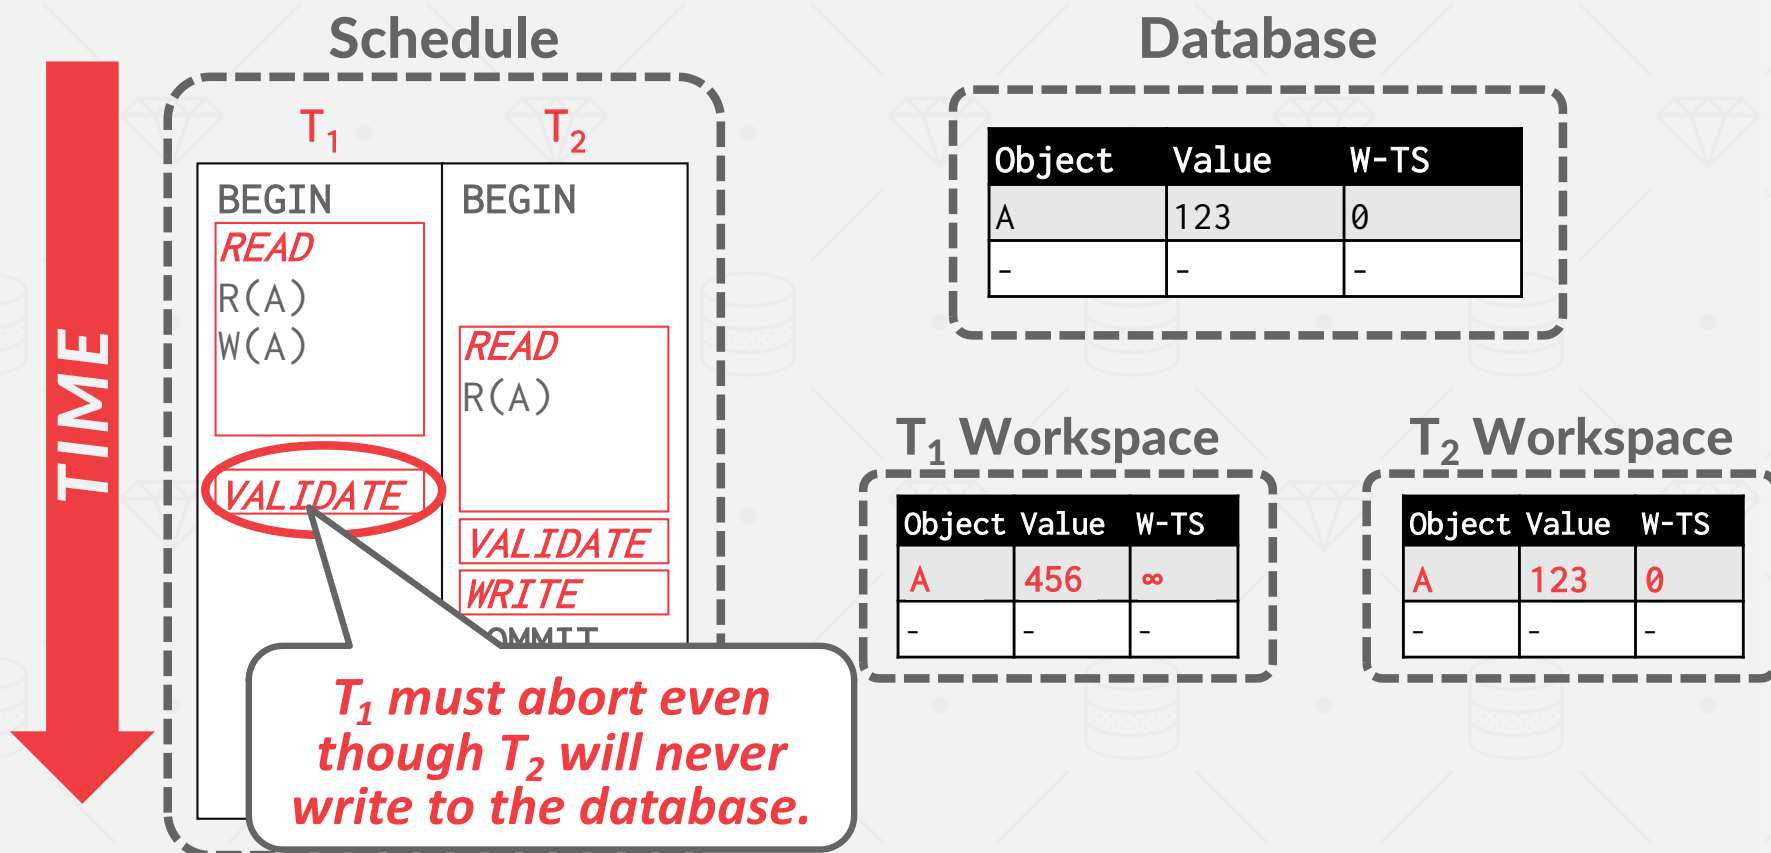 Schedule
TIME
T₁ T₂
BEGIN BEGIN
READ
R(A)
W(A)
READ
R(A)
VALIDATE
VALIDATE
WRITE
T₁ must abort even
though T₂ will never
write to the database.
Database
Object Value W-TS
A 123 0
- - -
T₁ Workspace
Object Value W-TS
A 456 ∞
- - -
T₂ Workspace
Object Value W-TS
A 123 0
- - -